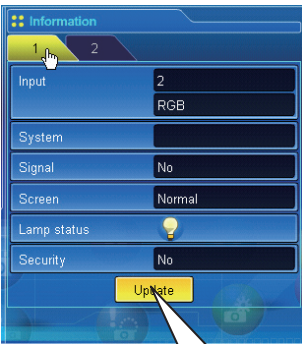 Information
1 2
Input 2
RGB
System
Signal No
Screen Normal
Lamp status
Security No
Update